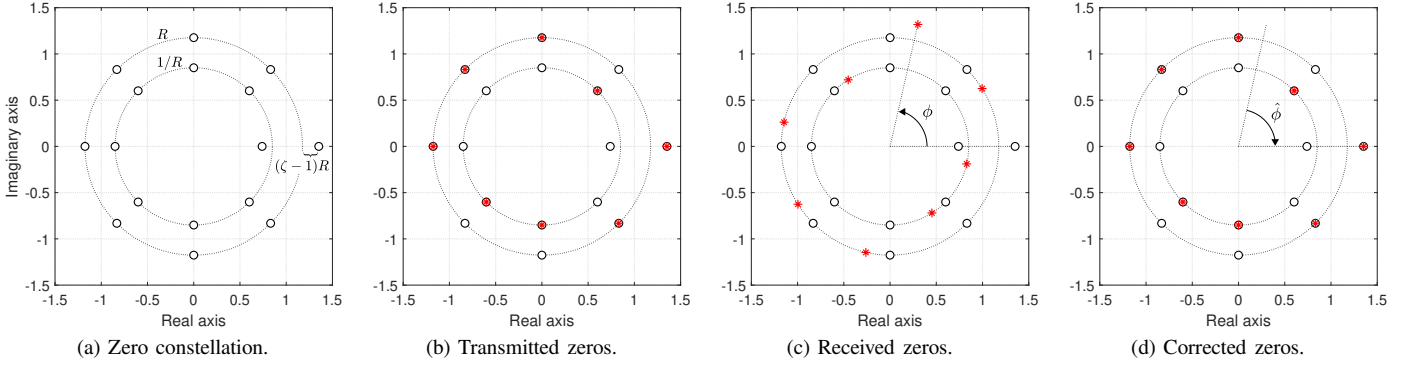 1.5
1
0.5
0
-0.5
-1
-1.5
Imaginary axis
R
1/R
(ζ − 1)R
-1.5 -1 -0.5 0 0.5 1 1.5
Real axis
(a) Zero constellation.
1.5
1
0.5
0
-0.5
-1
-1.5
-1.5 -1 -0.5 0 0.5 1 1.5
Real axis
(b) Transmitted zeros.
1.5
1
0.5
0
-0.5
-1
-1.5
ϕ
-1.5 -1 -0.5 0 0.5 1 1.5
Real axis
(c) Received zeros.
1.5
1
0.5
0
-0.5
-1
-1.5
ϕ̂
-1.5 -1 -0.5 0 0.5 1 1.5
Real axis
(d) Corrected zeros.